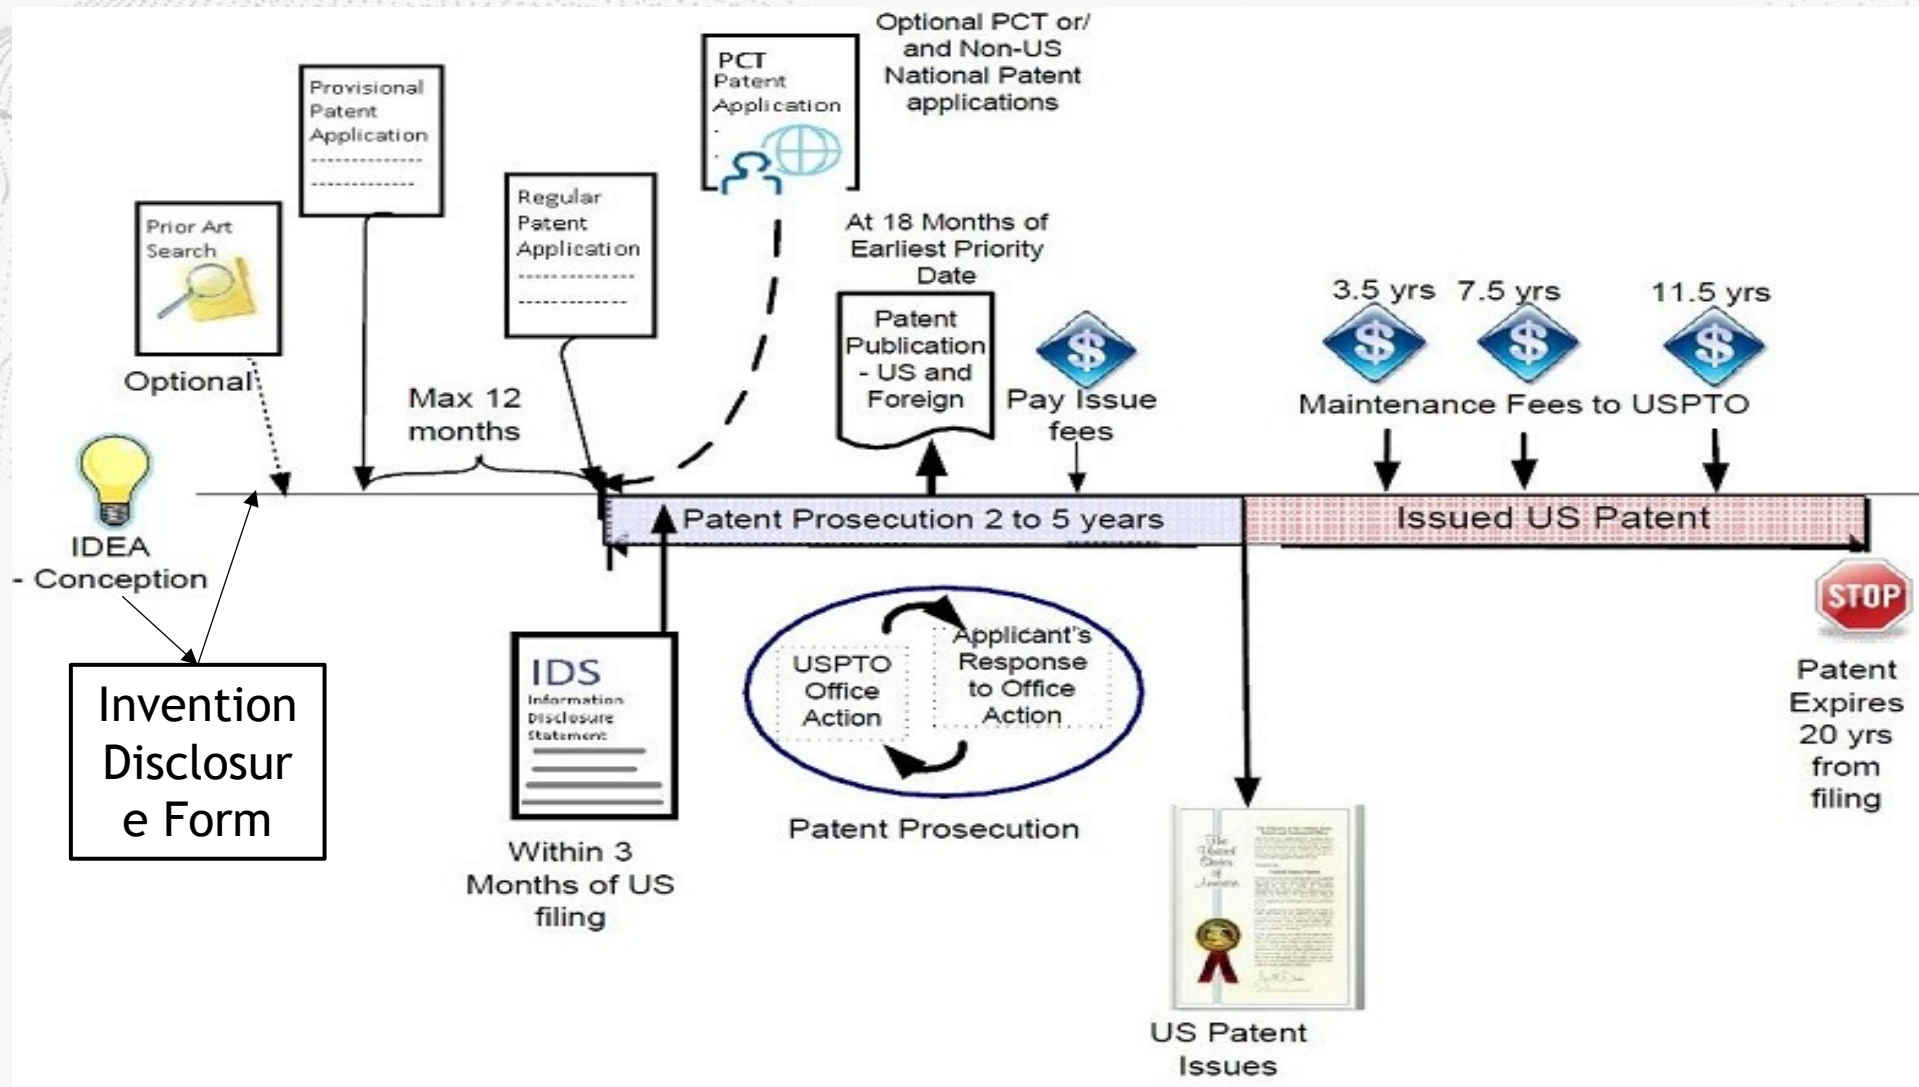 Optional PCT or/
and Non-US
National Patent
applications
PCT
Patent
Application
Provisional
Patent
Application
Regular
Patent
Application
Prior Art
Search
Optional
Max 12
months
At 18 Months of
Earliest Priority
Date
Patent
Publication
- US and
Foreign
$
Pay Issue
fees
3.5 yrs
7.5 yrs
11.5 yrs
$
$
$
Maintenance Fees to USPTO
IDEA
- Conception
Patent Prosecution 2 to 5 years
Issued US Patent
Invention
Disclosur
e Form
IDS
Information
Disclosure
Statement
Within 3
Months of US
filing
USPTO
Office
Action
Applicant's
Response
to Office
Action
Patent Prosecution
STOP
Patent
Expires
20 yrs
from
filing
The
United
States
of
America
US Patent
Issues